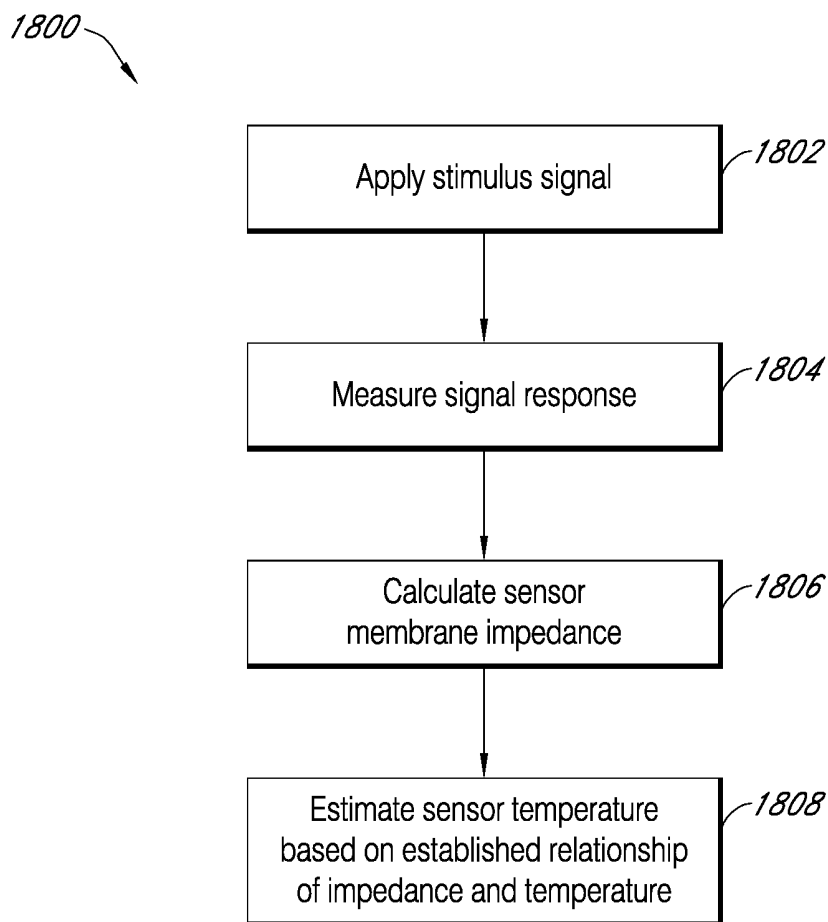 1800
Apply stimulus signal
1802
Measure signal response
1804
Calculate sensor
membrane impedance
1806
Estimate sensor temperature
based on established relationship
of impedance and temperature
1808